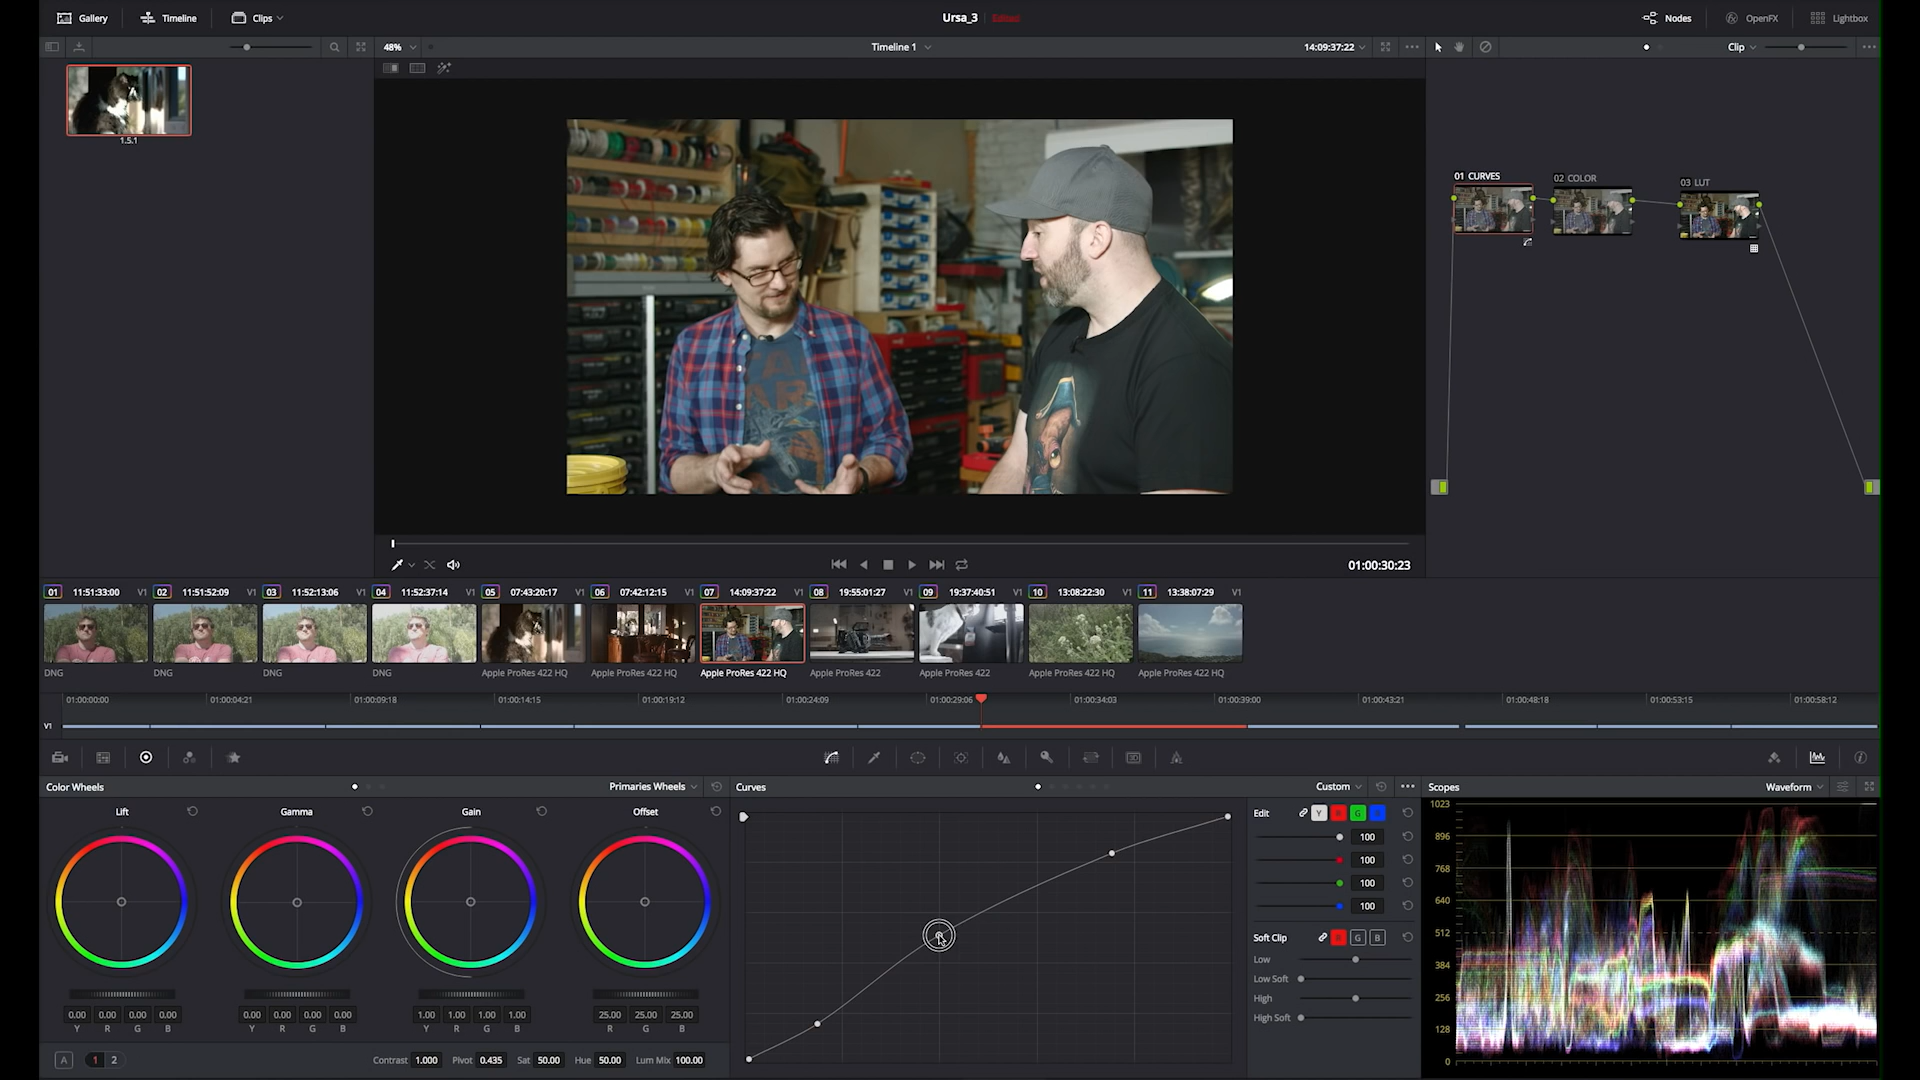 Gallery Timeline Clips Ursa_3 Edited Nodes OpenFX Lightbox
48% Timeline 1 14:09:37:22 Clip
1.5.1
01 CURVES 02 COLOR 03 LUT
01:00:30:23
01 11:51:33:00 V1 02 11:51:52:09 V1 03 11:52:13:06 V1 04 11:52:37:14 V1 05 07:43:20:17 V1 06 07:42:12:15 V1 07 14:09:37:22 V1 08 19:55:01:27 V1 09 19:37:40:51 V1 10 13:08:22:30 V1 11 13:38:07:29 V1
DNG DNG DNG DNG Apple ProRes 422 HQ Apple ProRes 422 HQ Apple ProRes 422 HQ Apple ProRes 422 Apple ProRes 422 Apple ProRes 422 HQ Apple ProRes 422 HQ
01:00:00:00 01:00:04:21 01:00:09:18 01:00:14:15 01:00:19:12 01:00:24:09 01:00:29:06 01:00:34:03 01:00:39:00 01:00:43:21 01:00:48:18 01:00:53:15 01:00:58:12
V1
Color Wheels Primaries Wheels
Lift Gamma Gain Offset
0.00 0.00 0.00 0.00 0.00 0.00 0.00 0.00 1.00 1.00 1.00 1.00 25.00 25.00 25.00
Y R G B Y R G B Y R G B R G B
A 1 2 Contrast 1.000 Pivot 0.435 Sat 50.00 Hue 50.00 Lum Mix 100.00
Curves Custom
Edit Y R G B
100
100
100
100
Soft Clip R G B
Low
Low Soft
High
High Soft
Scopes Waveform
1023
896
768
640
512
384
256
128
0